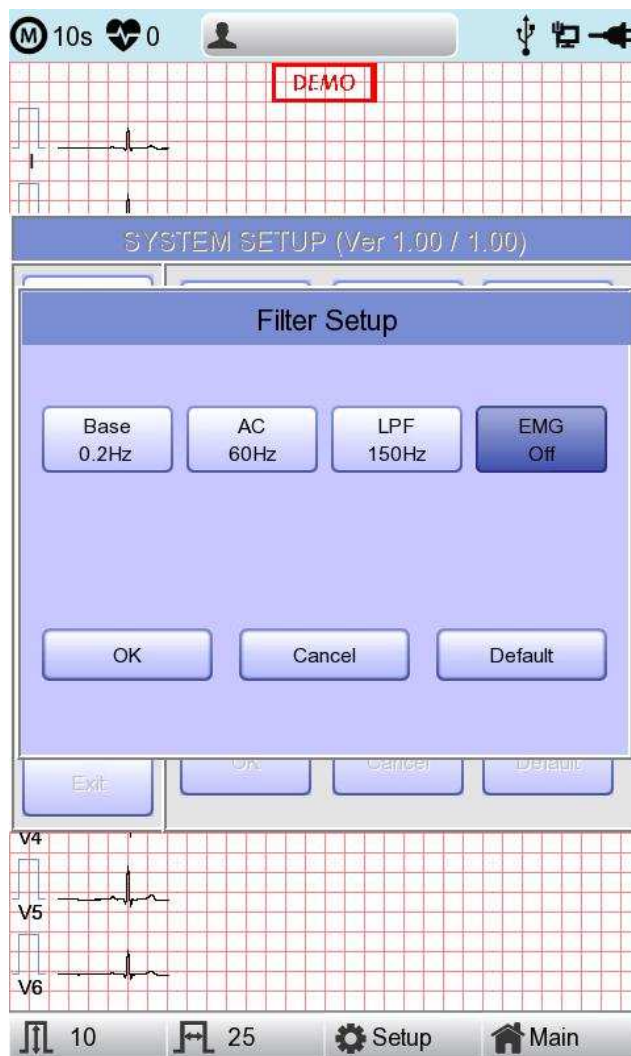 M 10s 0
DEMO
I
SYSTEM SETUP (Ver 1.00 / 1.00)
Filter Setup
Base AC LPF EMG
0.2Hz 60Hz 150Hz Off
OK Cancel Default
Exit OK Cancel Default
V4
V5
V6
10 25 Setup Main